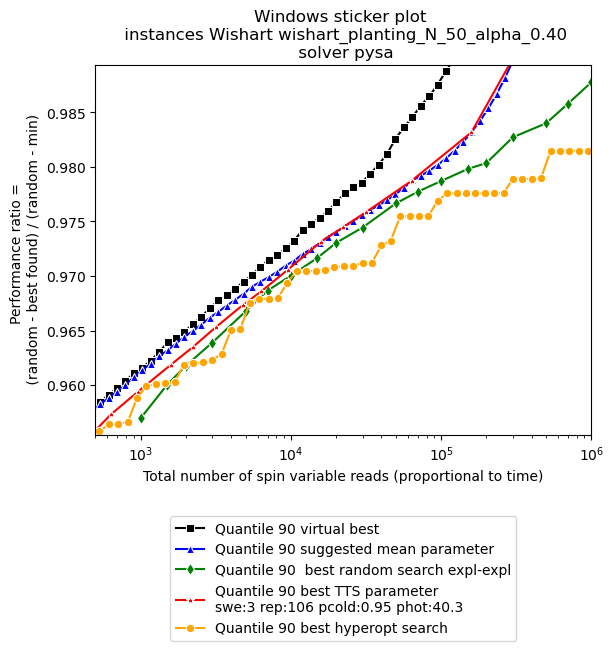 Windows sticker plot
instances Wishart wishart_planting_N_50_alpha_0.40
solver pysa
Performance ratio =
(random - best found) / (random - min)
0.985
0.980
0.975
0.970
0.965
0.960
10³
10⁴
10⁵
10⁶
Total number of spin variable reads (proportional to time)
Quantile 90 virtual best
Quantile 90 suggested mean parameter
Quantile 90  best random search expl-expl
Quantile 90 best TTS parameter
swe:3 rep:106 pcold:0.95 phot:40.3
Quantile 90 best hyperopt search